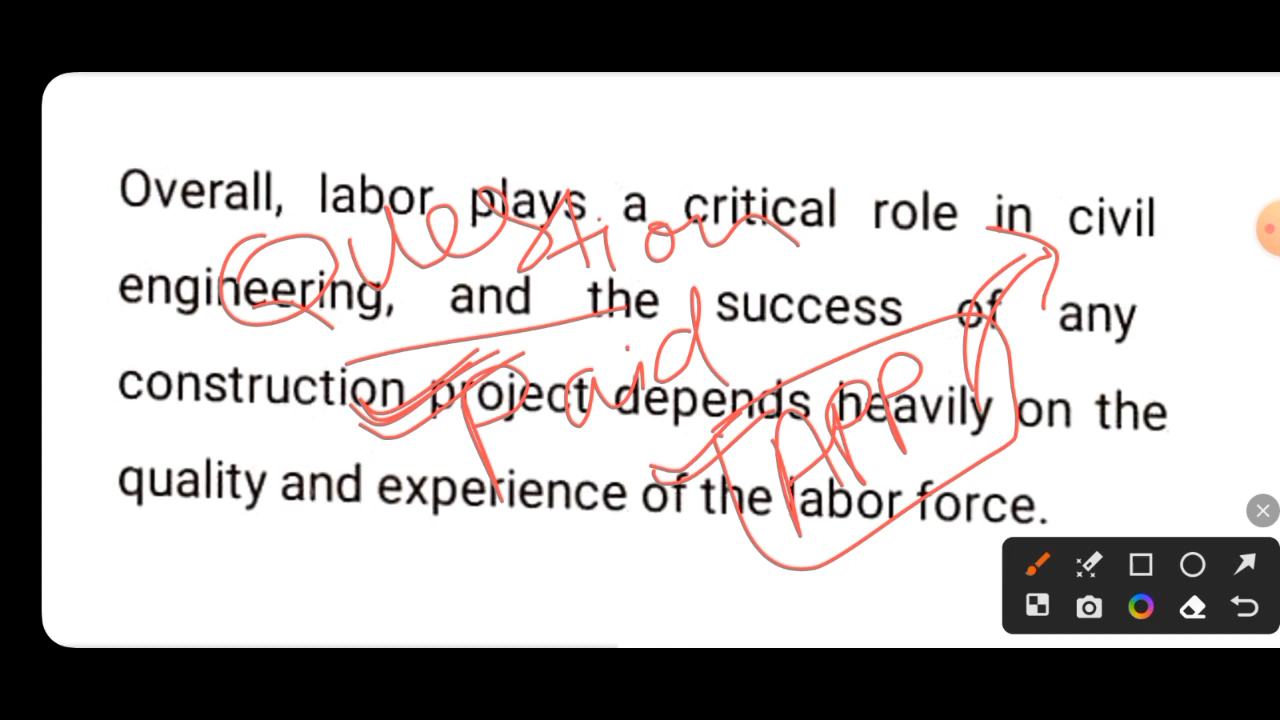 Overall, labor plays a critical role in civil
Question
engineering, and the success of any
construction project depends heavily on the
Paid
APP
quality and experience of the labor force.